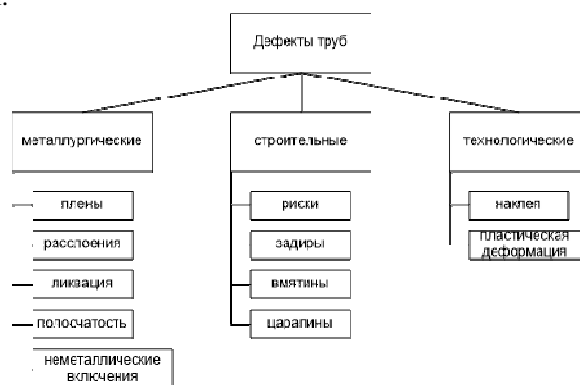 Дефекты труб
металлургические
строительные
технологические
плены
расслоения
ликвация
полосчатость
неметаллические
включения
риски
задиры
вмятины
царапины
наклеп
пластическая
деформация